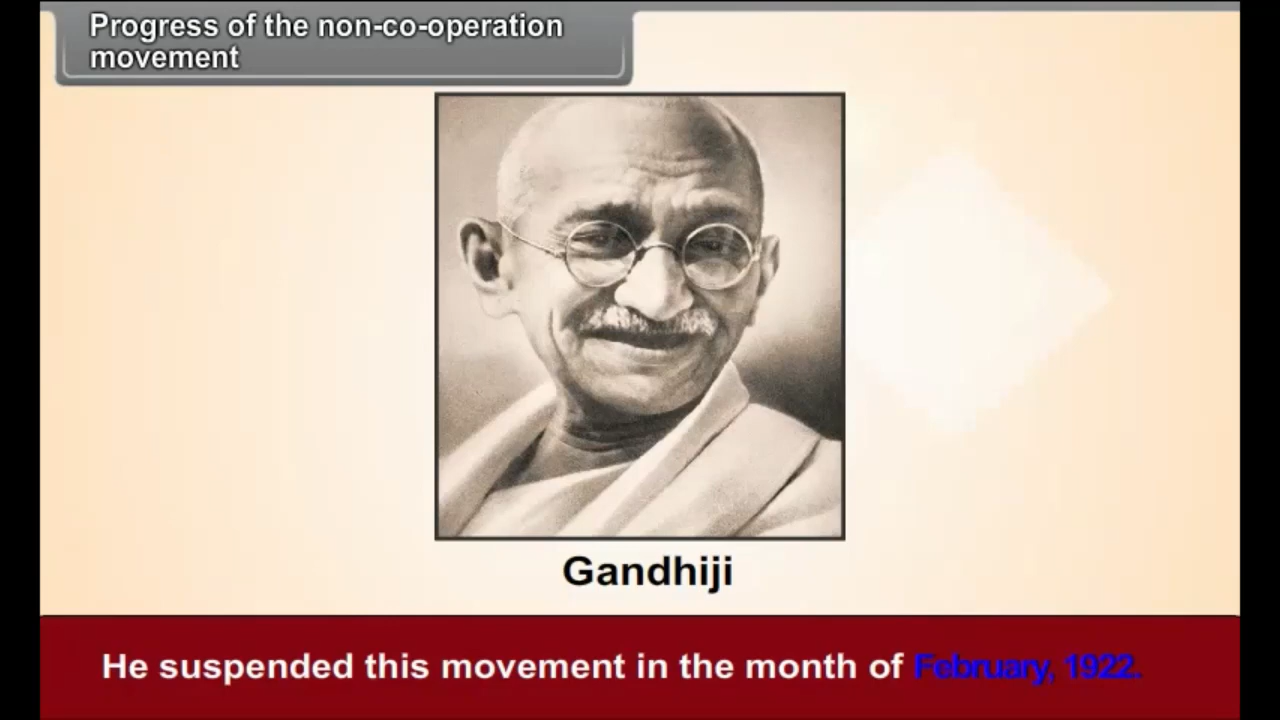 Progress of the non-co-operation
movement
Gandhiji
He suspended this movement in the month of February, 1922.